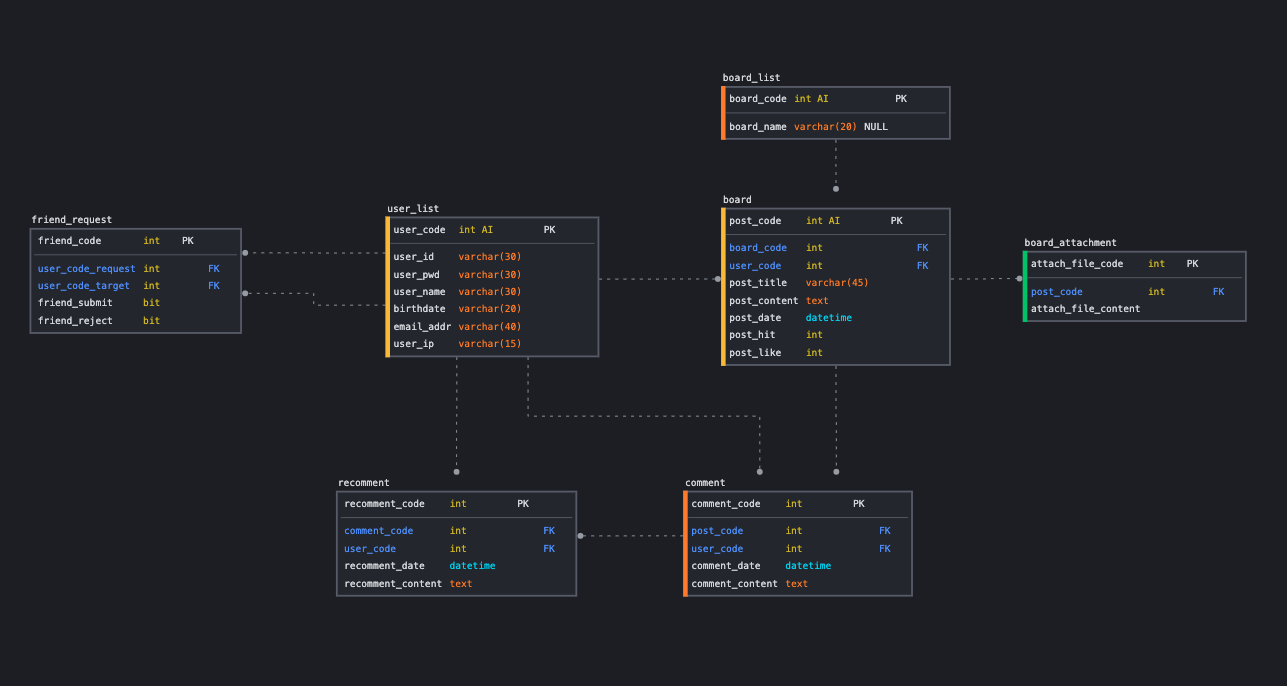 board_list
board_code int AI PK
board_name varchar(20) NULL
friend_request
friend_code int PK
user_code_request int FK
user_code_target int FK
friend_submit bit
friend_reject bit
user_list
user_code int AI PK
user_id varchar(30)
user_pwd varchar(30)
user_name varchar(30)
birthdate varchar(20)
email_addr varchar(40)
user_ip varchar(15)
board
post_code int AI PK
board_code int FK
user_code int FK
post_title varchar(45)
post_content text
post_date datetime
post_hit int
post_like int
board_attachment
attach_file_code int PK
post_code int FK
attach_file_content
recomment
recomment_code int PK
comment_code int FK
user_code int FK
recomment_date datetime
recomment_content text
comment
comment_code int PK
post_code int FK
user_code int FK
comment_date datetime
comment_content text